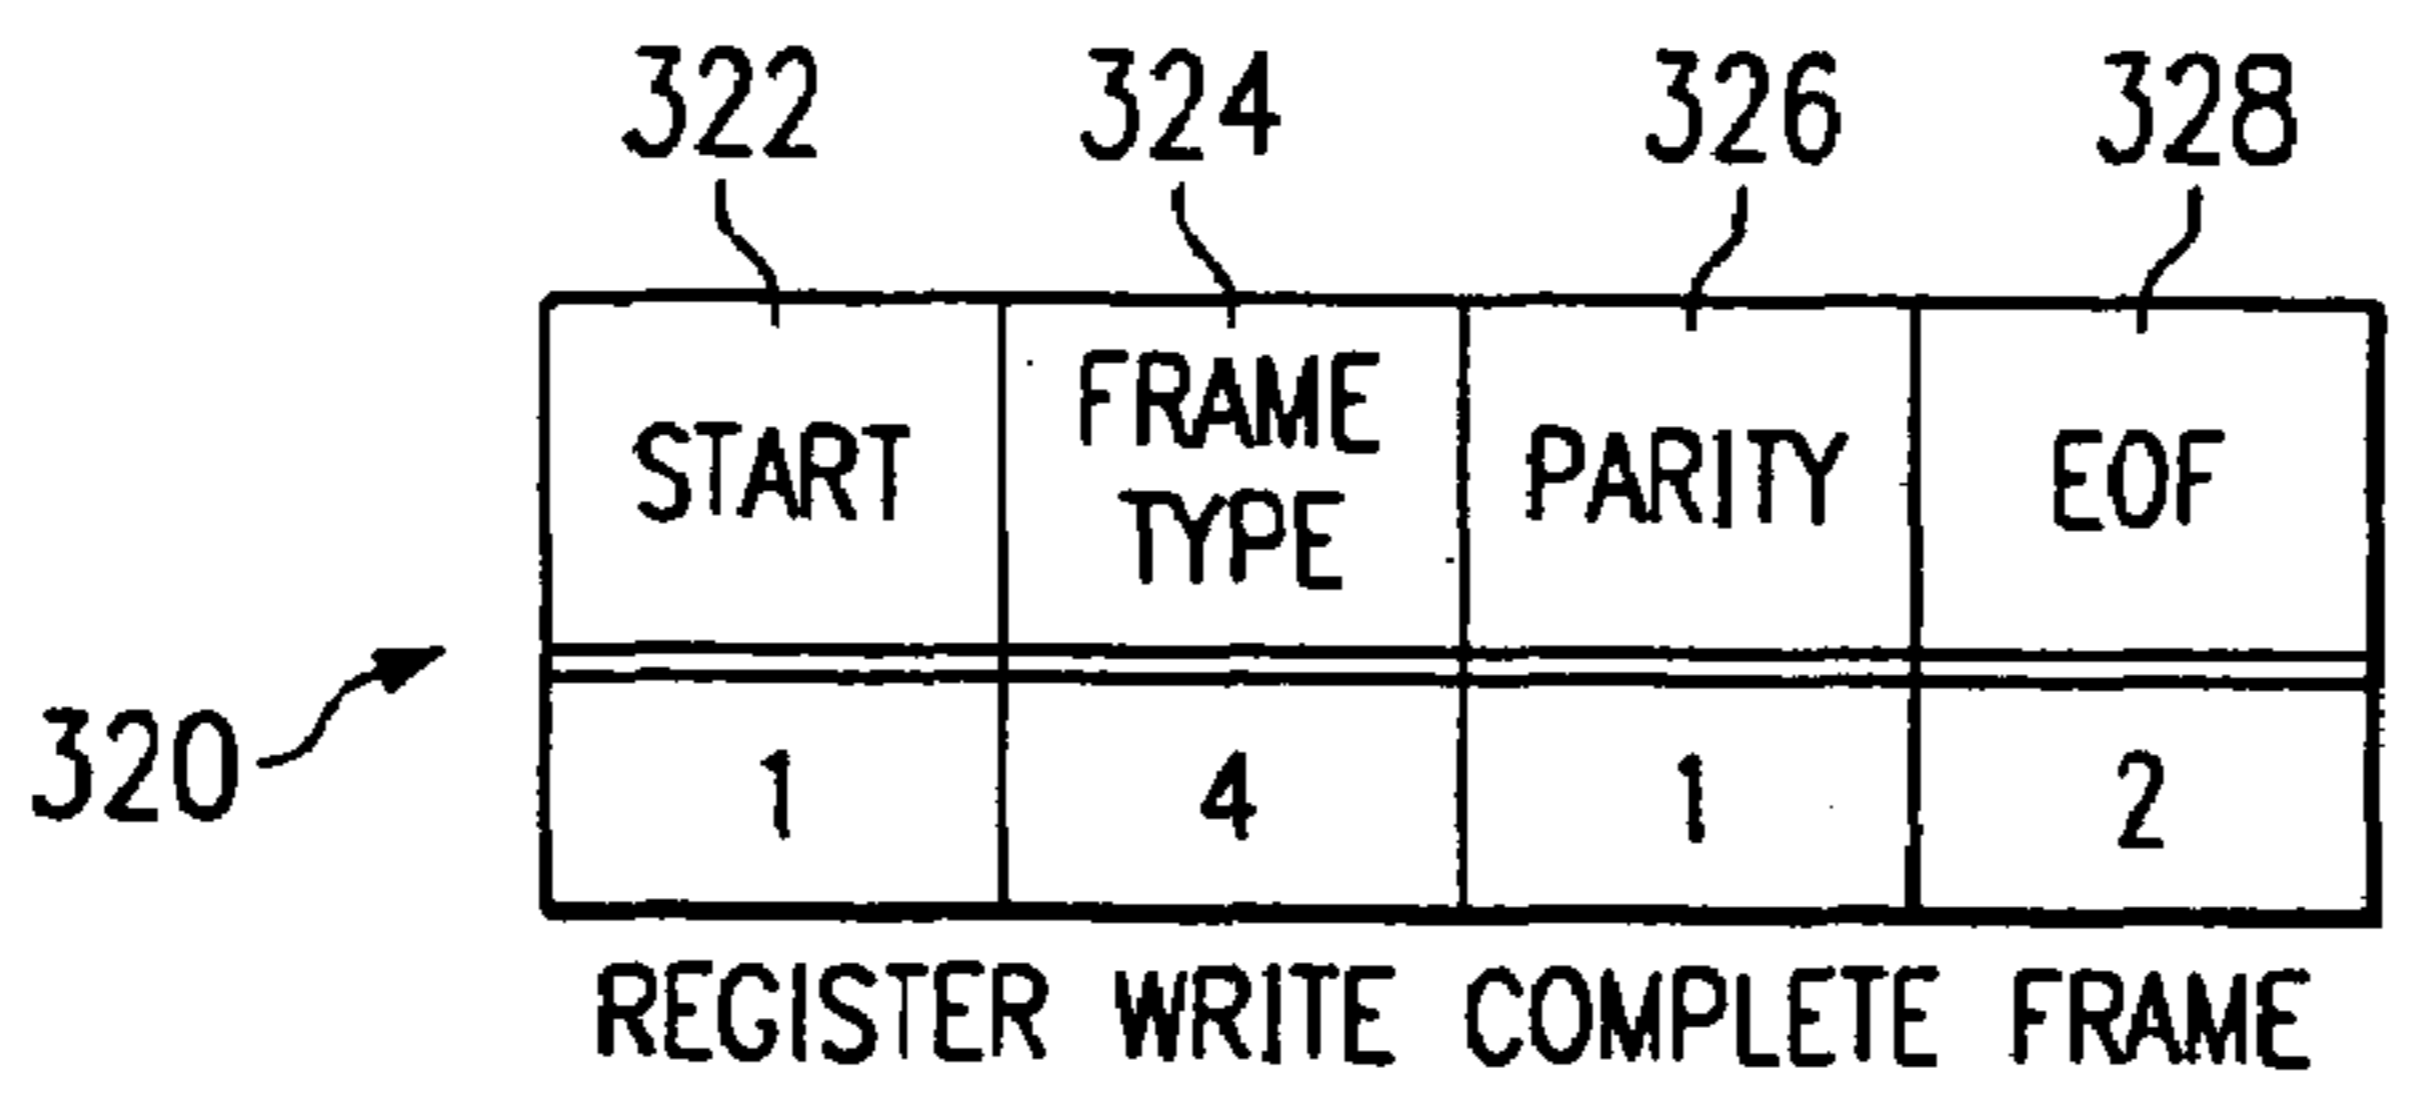 322 324 326 328
START FRAME TYPE PARITY EOF
320
1 4 1 2
REGISTER WRITE COMPLETE FRAME